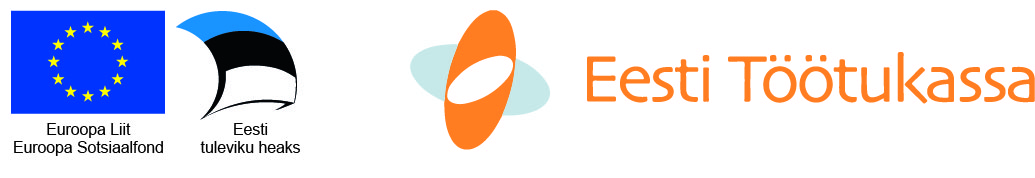 Euroopa Liit
Euroopa Sotsiaalfond
Eesti
tuleviku heaks
Eesti Töötukassa